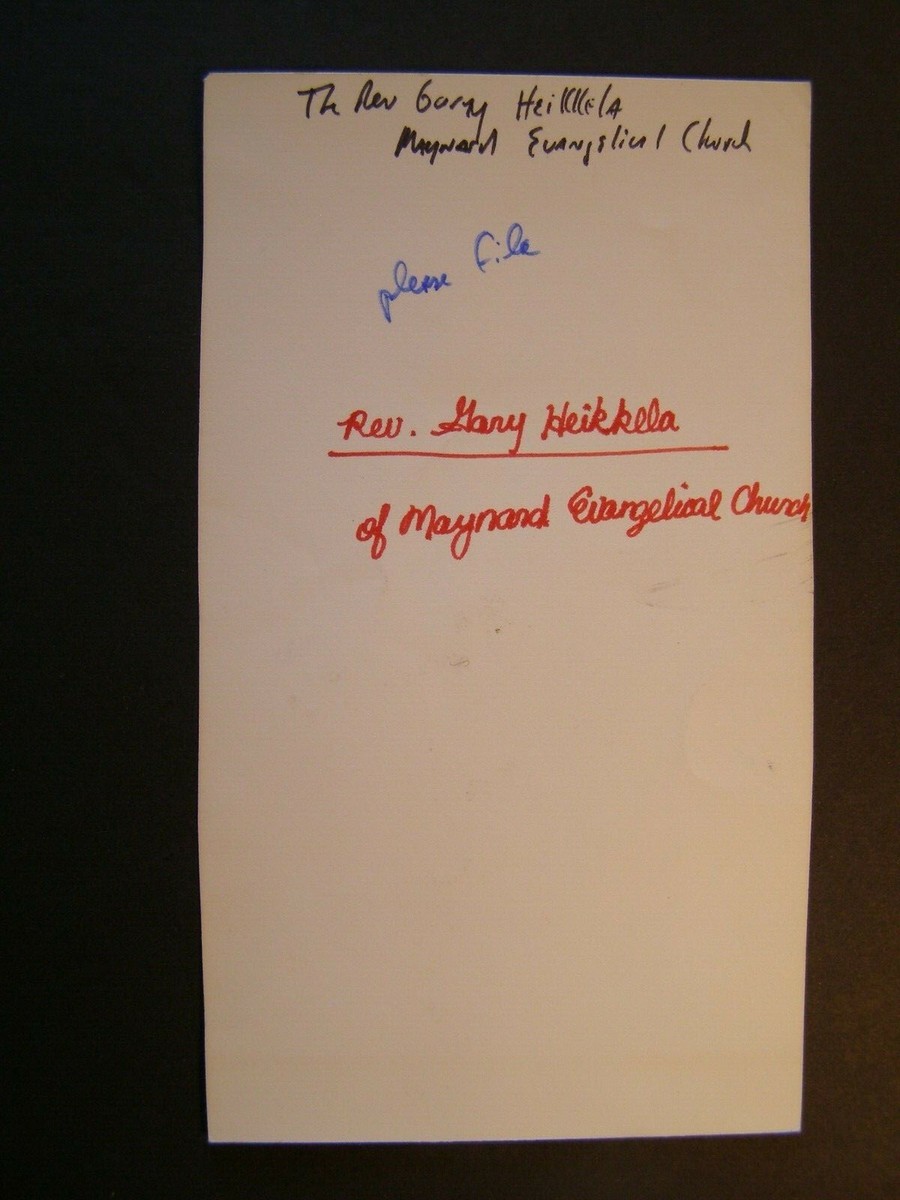 The Rev Gary Heikkela
Maynard Evangelical Church
please file
Rev. Gary Heikkela
of Maynard Evangelical Church